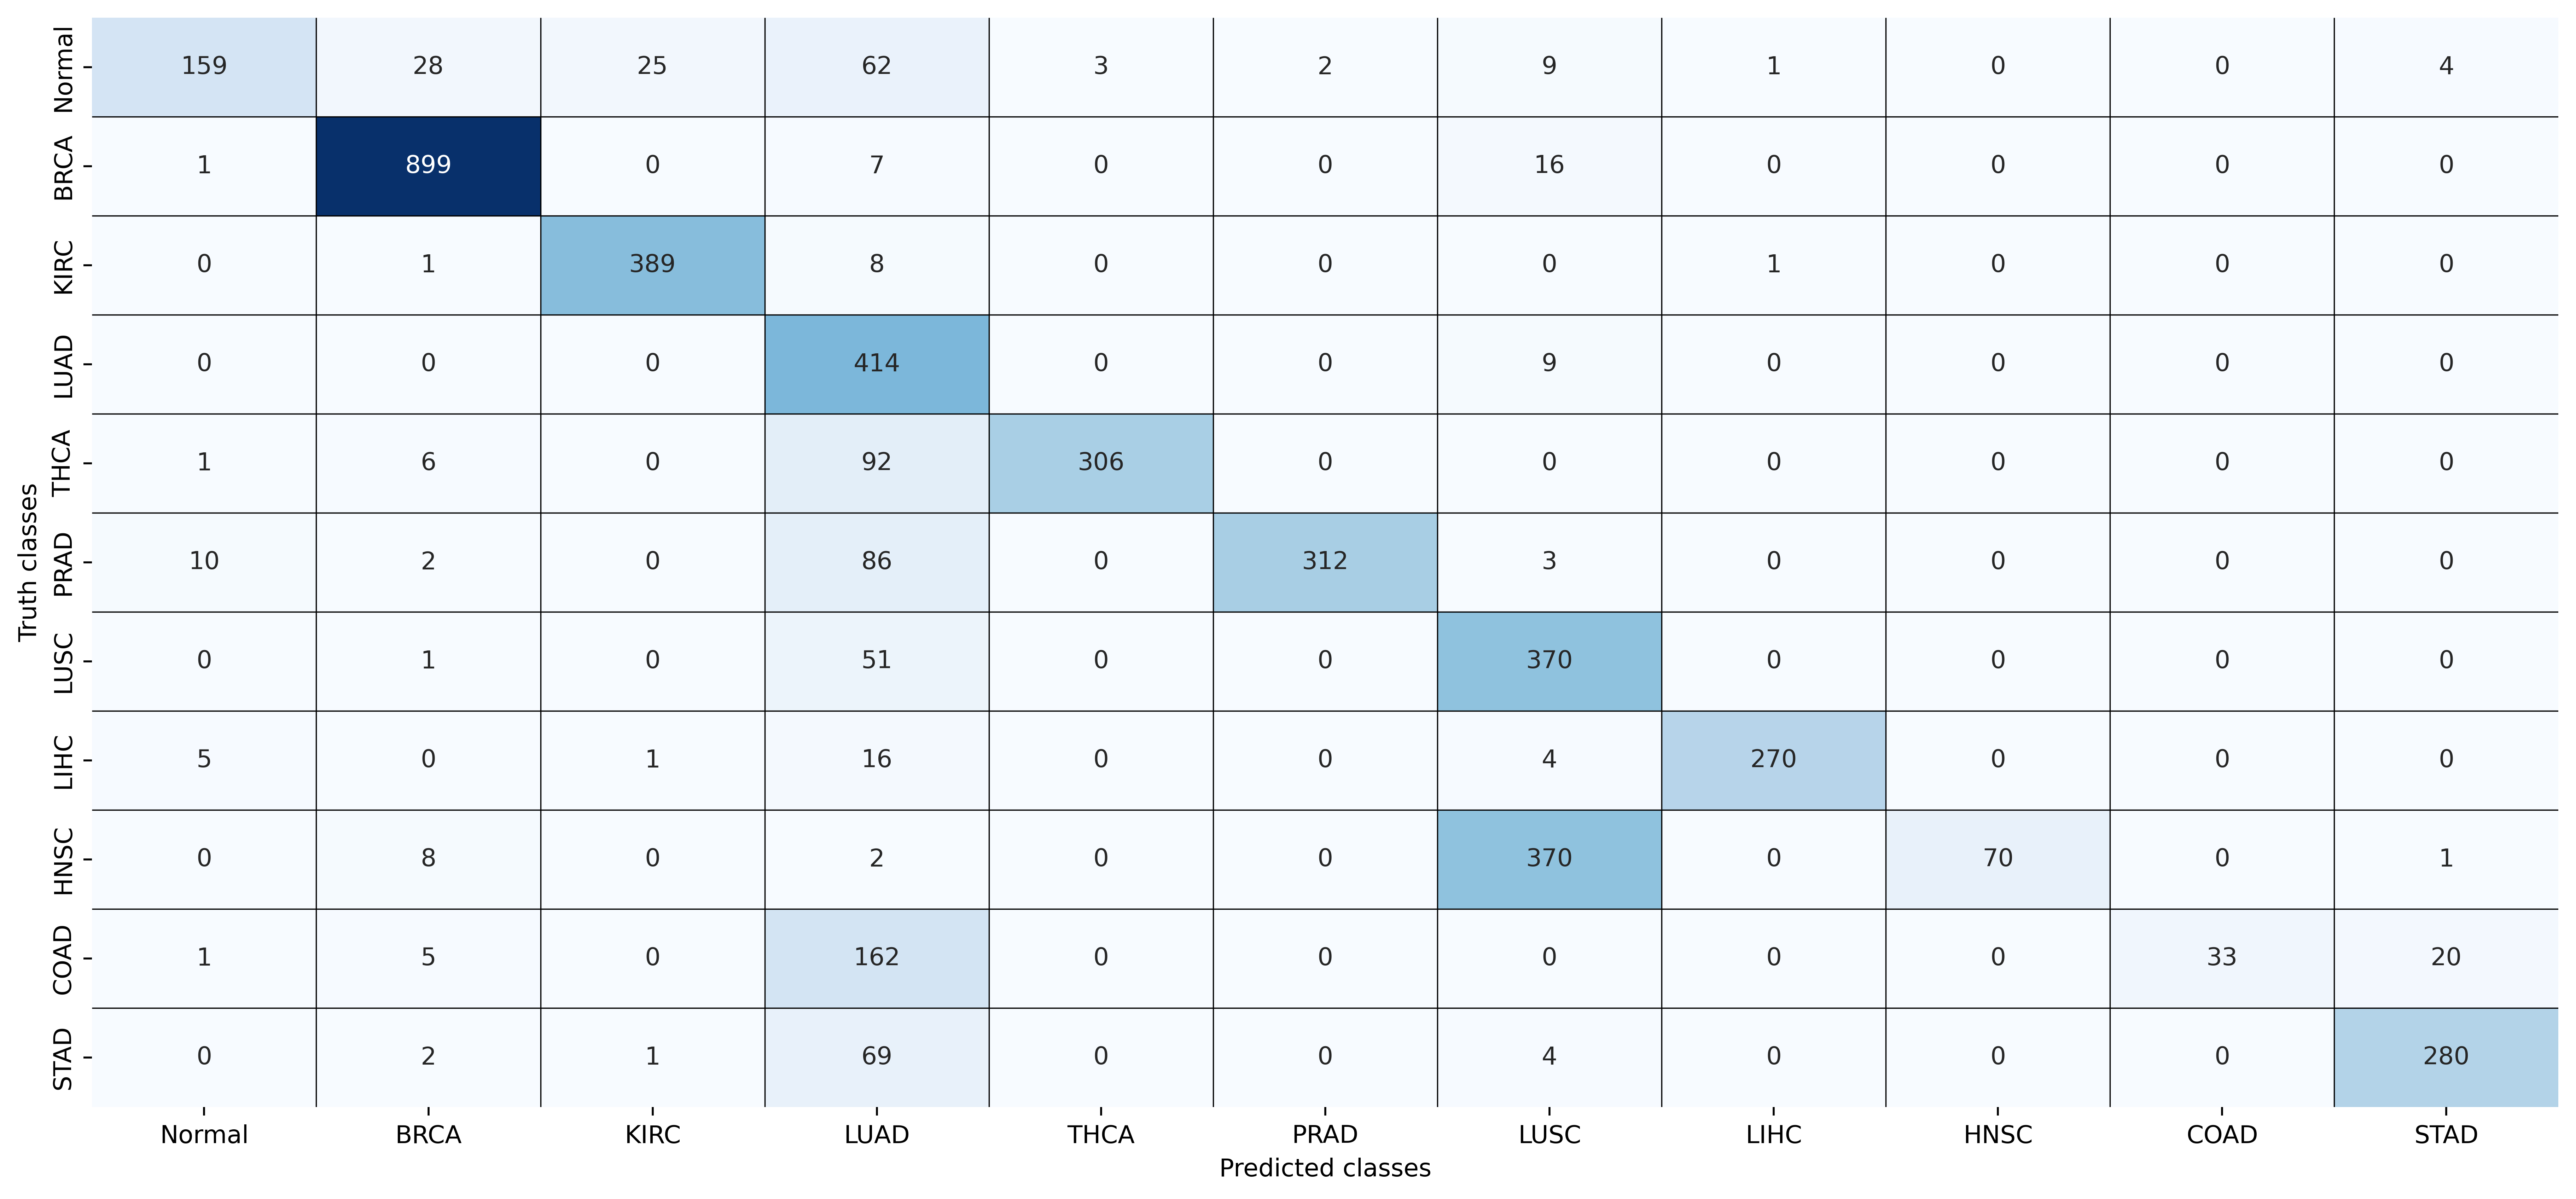 Normal 159 28 25 62 3 2 9 1 0 0 4
BRCA 1 899 0 7 0 0 16 0 0 0 0
KIRC 0 1 389 8 0 0 0 1 0 0 0
LUAD 0 0 0 414 0 0 9 0 0 0 0
THCA 1 6 0 92 306 0 0 0 0 0 0
PRAD 10 2 0 86 0 312 3 0 0 0 0
LUSC 0 1 0 51 0 0 370 0 0 0 0
LIHC 5 0 1 16 0 0 4 270 0 0 0
HNSC 0 8 0 2 0 0 370 0 70 0 1
COAD 1 5 0 162 0 0 0 0 0 33 20
STAD 0 2 1 69 0 0 4 0 0 0 280
Truth classes
Normal BRCA KIRC LUAD THCA PRAD LUSC LIHC HNSC COAD STAD
Predicted classes